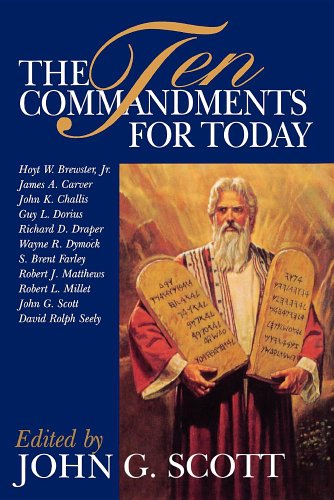 THE Ten
COMMANDMENTS
FOR TODAY
Hoyt W. Brewster, Jr.
James A. Carver
John K. Challis
Guy L. Dorius
Richard D. Draper
Wayne R. Dymock
S. Brent Farley
Robert J. Matthews
Robert L. Millet
John G. Scott
David Rolph Seely
Edited by
JOHN G. SCOTT